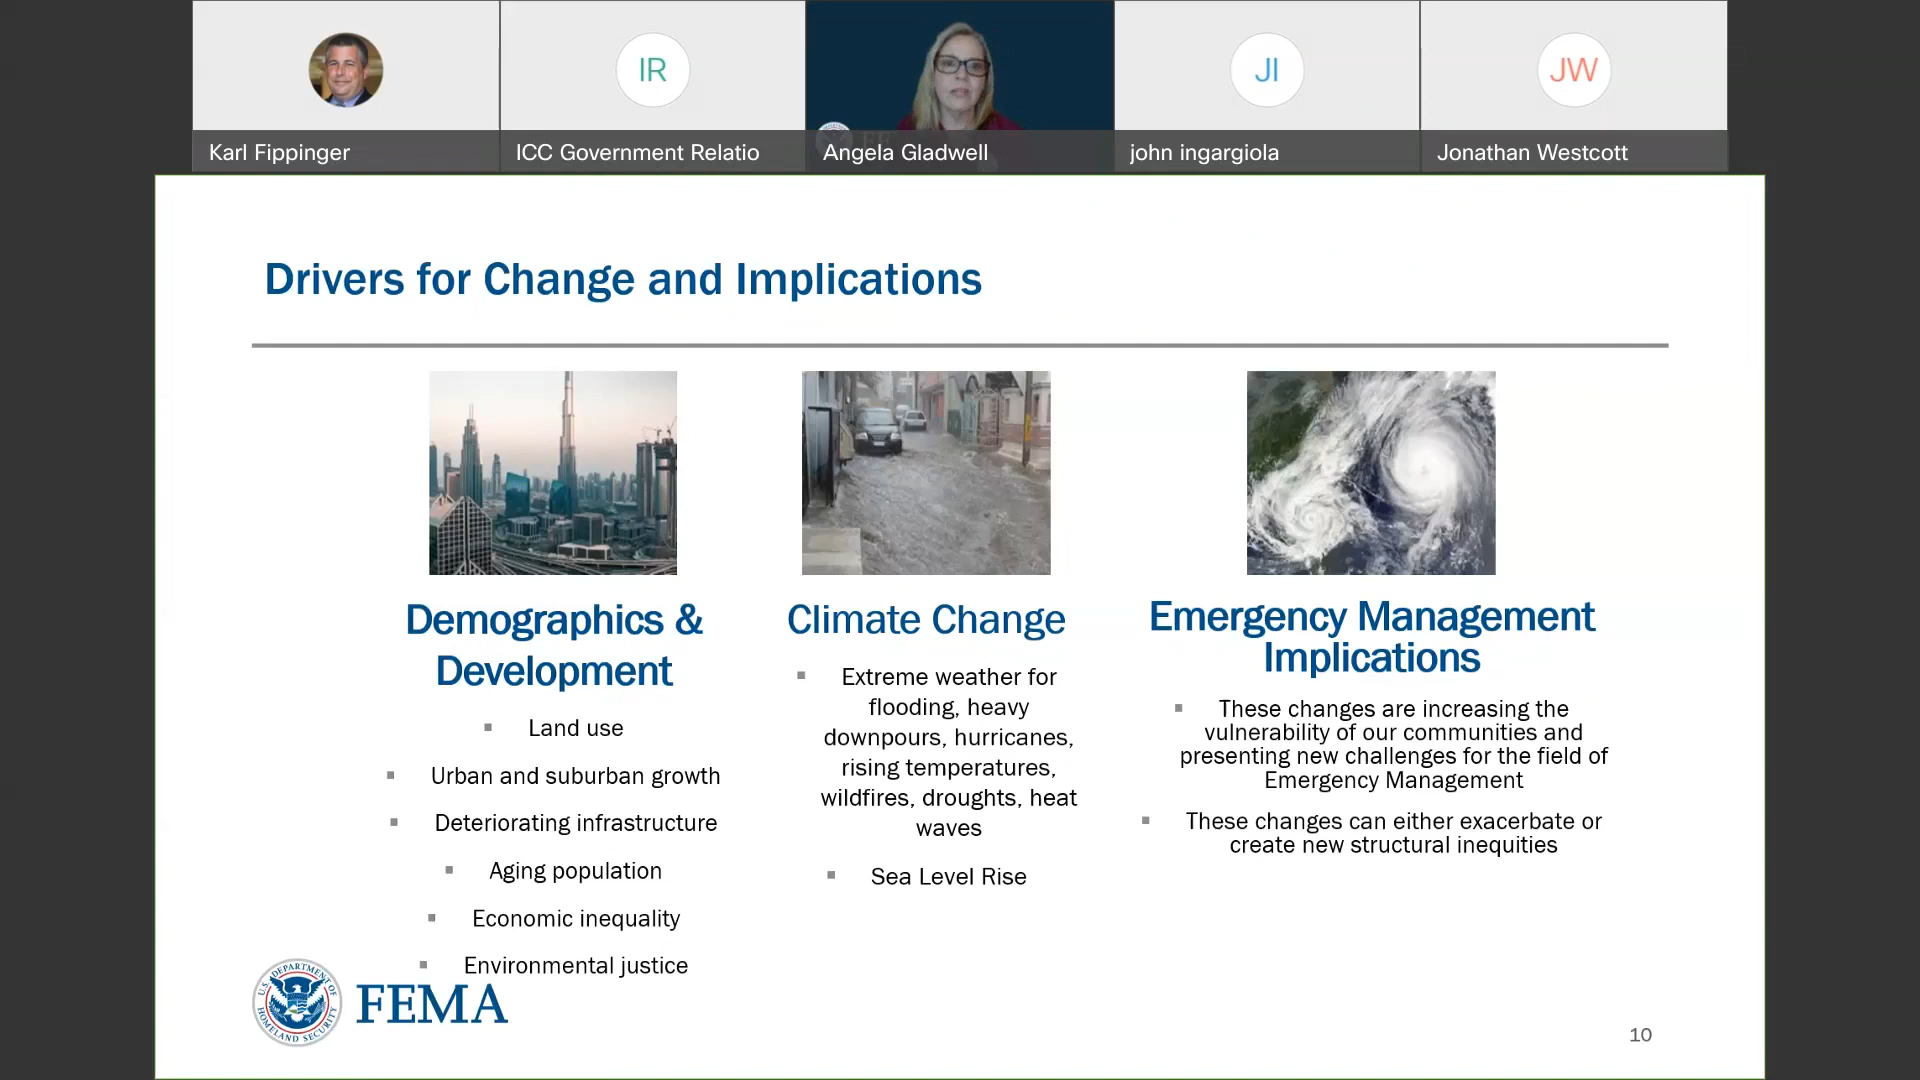 IR
JI
JW
Karl Fippinger
ICC Government Relatio
Angela Gladwell
john ingargiola
Jonathan Westcott
Drivers for Change and Implications
Demographics &
Development
Land use
Urban and suburban growth
Deteriorating infrastructure
Aging population
Economic inequality
Environmental justice
Climate Change
Extreme weather for
flooding, heavy
downpours, hurricanes,
rising temperatures,
wildfires, droughts, heat
waves
Sea Level Rise
Emergency Management
Implications
These changes are increasing the
vulnerability of our communities and
presenting new challenges for the field of
Emergency Management
These changes can either exacerbate or
create new structural inequities
U.S. DEPARTMENT OF
HOMELAND SECURITY
FEMA
10